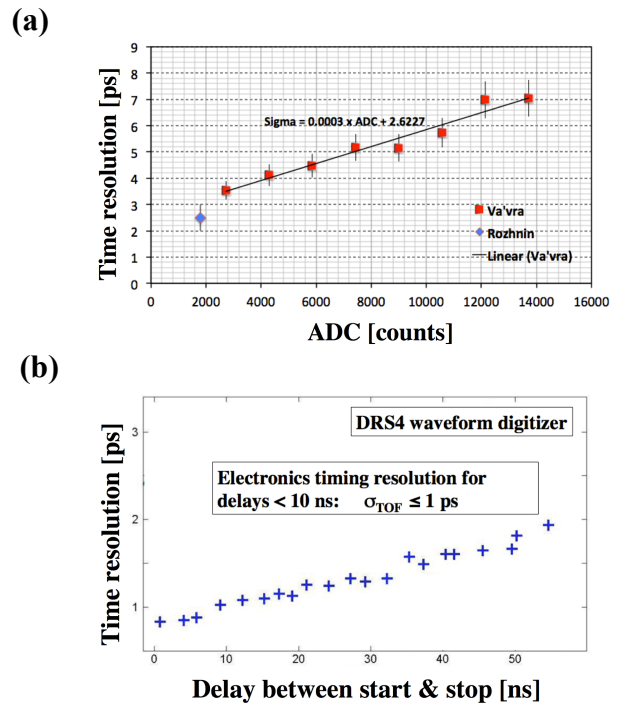 (a)
9
8
7
6
5
4
3
2
1
0
Time resolution [ps]
Sigma = 0.0003 x ADC + 2.6227
Va'vra
Rozhnin
Linear (Va'vra)
0 2000 4000 6000 8000 10000 12000 14000 16000
ADC [counts]
(b)
3
2
1
Time resolution [ps]
DRS4 waveform digitizer
Electronics timing resolution for
delays < 10 ns: σTOF ≤ 1 ps
0 10 20 30 40 50
Delay between start & stop [ns]